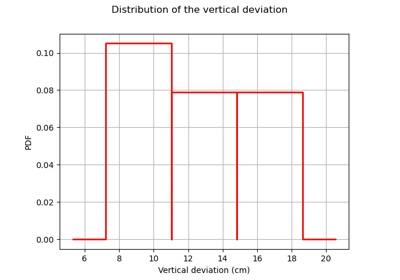 Distribution of the vertical deviation
0.10
0.08
0.06
0.04
0.02
0.00
PDF
6 8 10 12 14 16 18 20
Vertical deviation (cm)